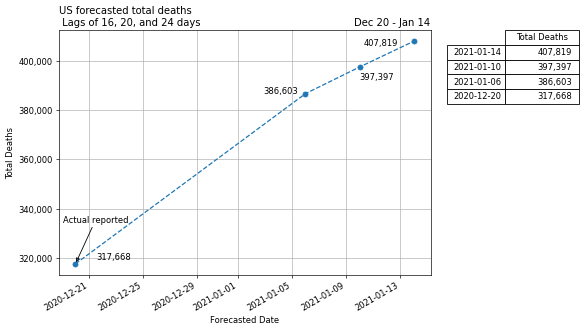 US forecasted total deaths
Lags of 16, 20, and 24 days
Dec 20 - Jan 14
Total Deaths
400,000
380,000
360,000
340,000
320,000
407,819
397,397
386,603
Actual reported
317,668
2020-12-21
2020-12-25
2020-12-29
2021-01-01
2021-01-05
2021-01-09
2021-01-13
Forecasted Date
Total Deaths
2021-01-14 407,819
2021-01-10 397,397
2021-01-06 386,603
2020-12-20 317,668